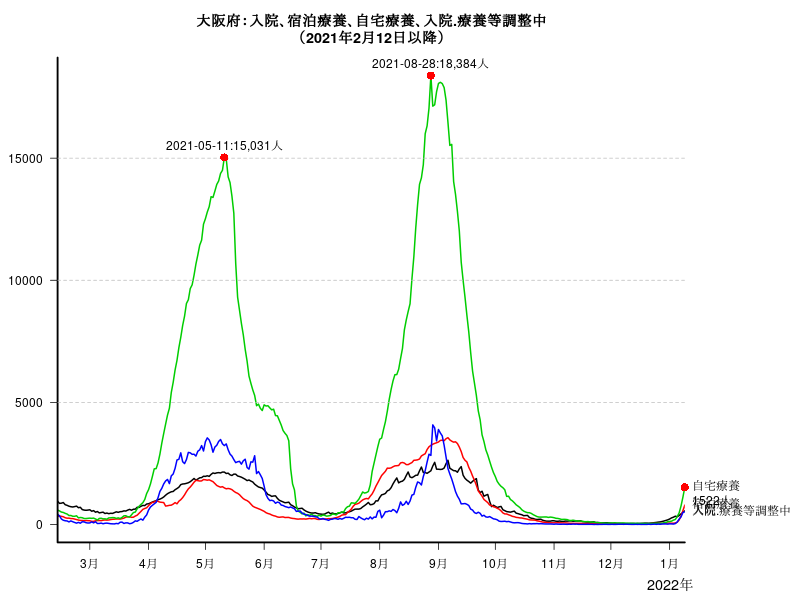 大阪府：入院、宿泊療養、自宅療養、入院.療養等調整中
（2021年2月12日以降）
2021-08-28:18,384人
2021-05-11:15,031人
15000
10000
5000
0
自宅療養
1522人
入院.療養等調整中
3月 4月 5月 6月 7月 8月 9月 10月 11月 12月 1月
2022年